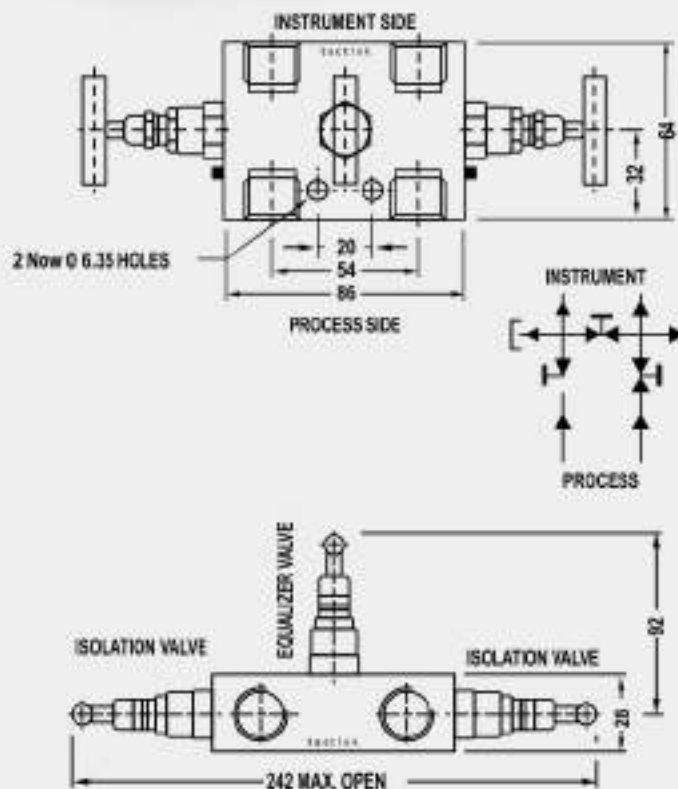 INSTRUMENT SIDE
64
32
2 Now O 6.35 HOLES
20
54
86
PROCESS SIDE
INSTRUMENT
PROCESS
EQUALIZER VALVE
92
ISOLATION VALVE
ISOLATION VALVE
242 MAX. OPEN